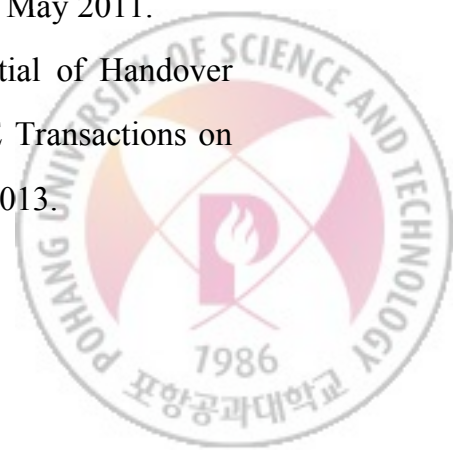 May 2011.
tial of Handover
E Transactions on
2013.
POHANG UNIVERSITY OF SCIENCE AND TECHNOLOGY
P
1986
포항공과대학교